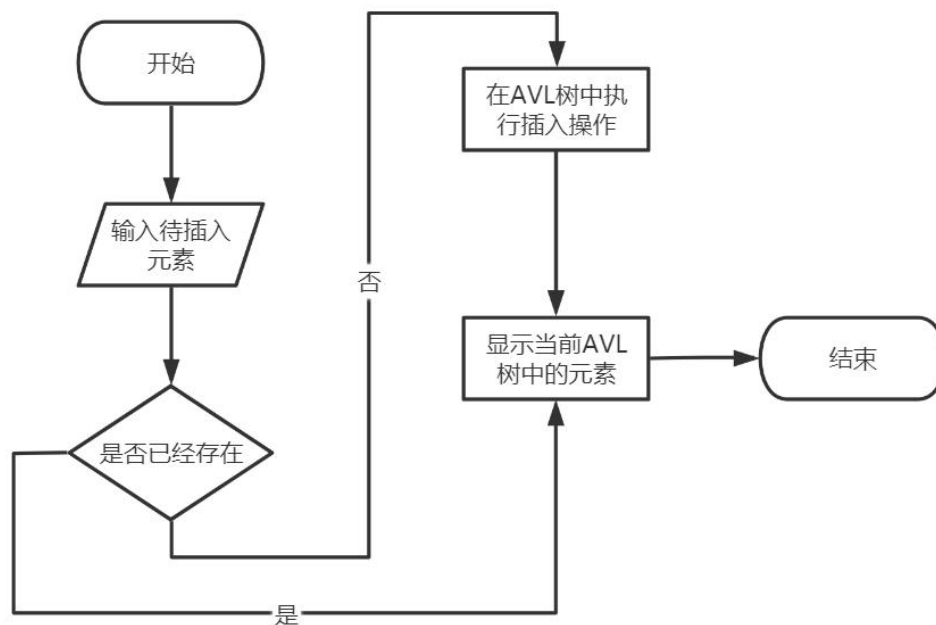 开始
输入待插入
元素
是否已经存在
否
是
在AVL树中执
行插入操作
显示当前AVL
树中的元素
结束